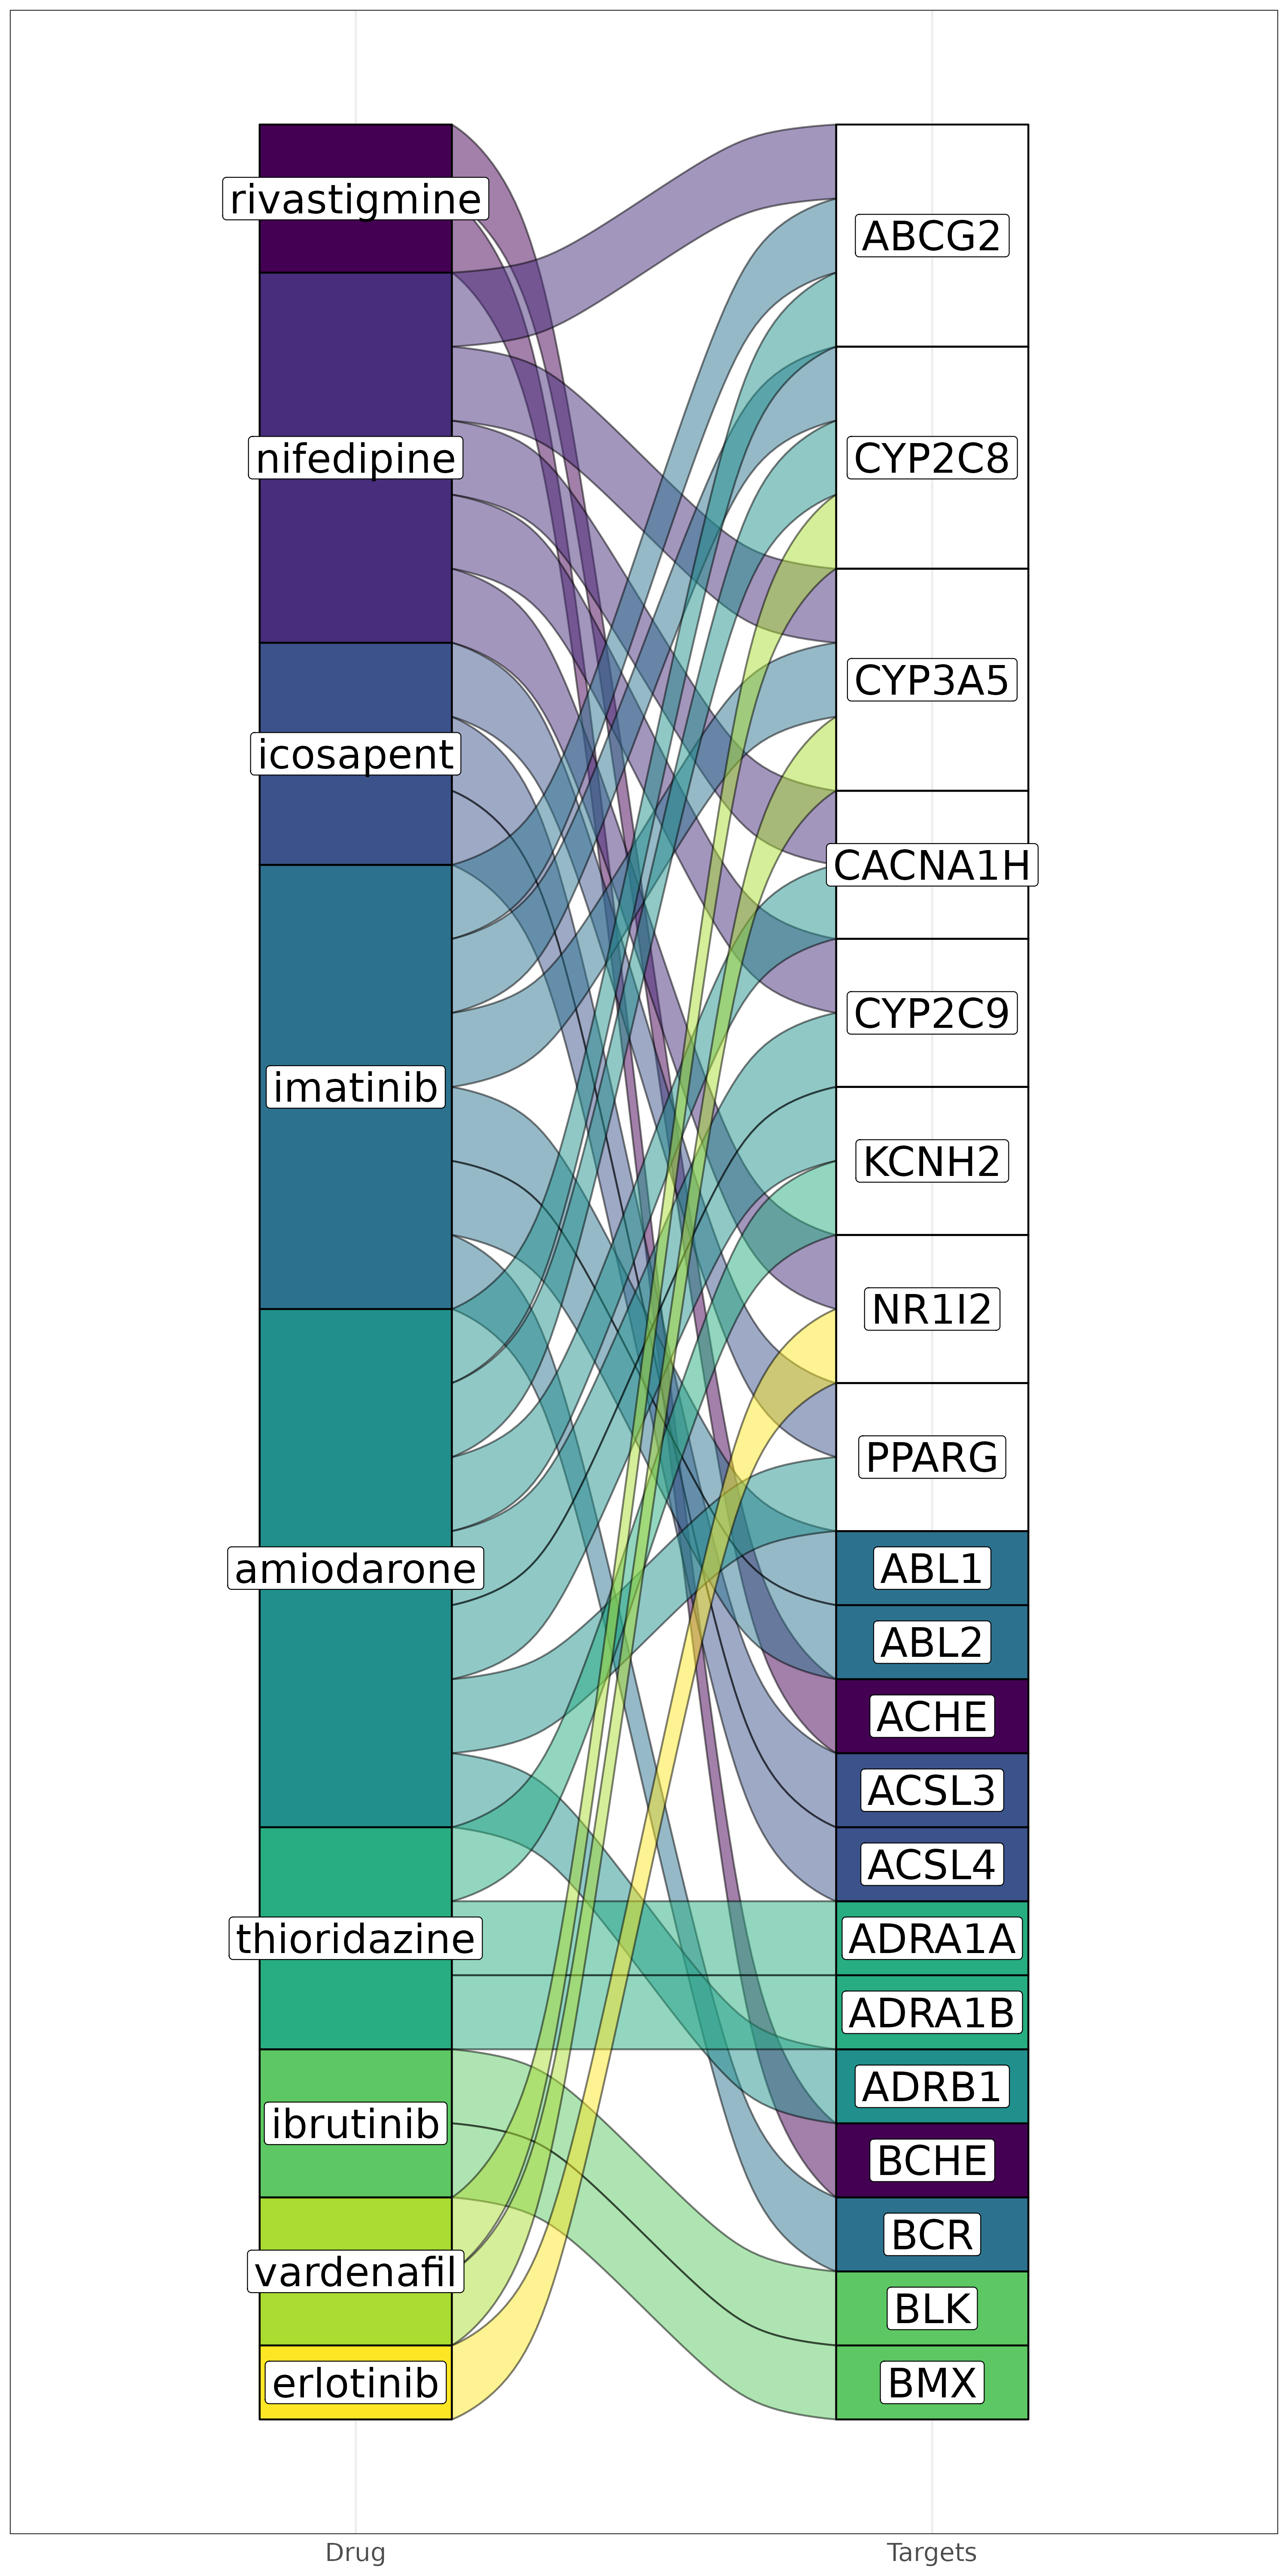 rivastigmine
nifedipine
icosapent
imatinib
amiodarone
thioridazine
ibrutinib
vardenafil
erlotinib
ABCG2
CYP2C8
CYP3A5
CACNA1H
CYP2C9
KCNH2
NR1I2
PPARG
ABL1
ABL2
ACHE
ACSL3
ACSL4
ADRA1A
ADRA1B
ADRB1
BCHE
BCR
BLK
BMX
Drug
Targets